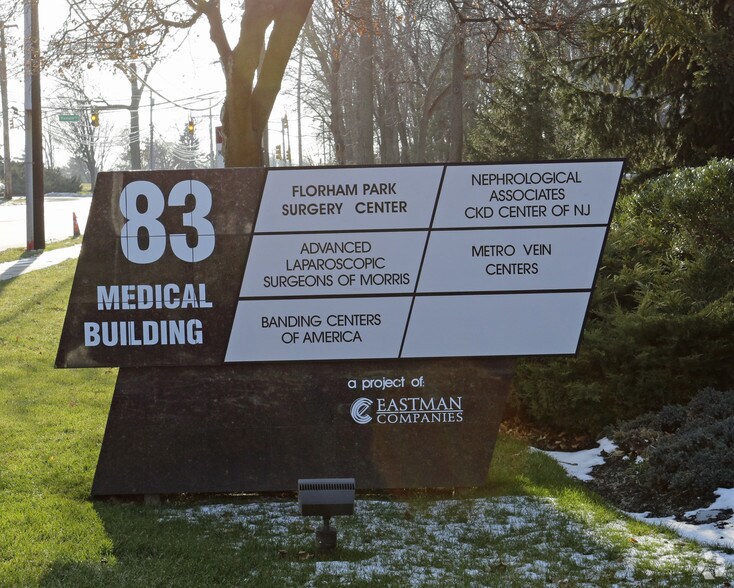 83
MEDICAL
BUILDING
FLORHAM PARK
SURGERY CENTER
NEPHROLOGICAL
ASSOCIATES
CKD CENTER OF NJ
ADVANCED
LAPAROSCOPIC
SURGEONS OF MORRIS
METRO VEIN
CENTERS
BANDING CENTERS
OF AMERICA
a project of:
EASTMAN
COMPANIES